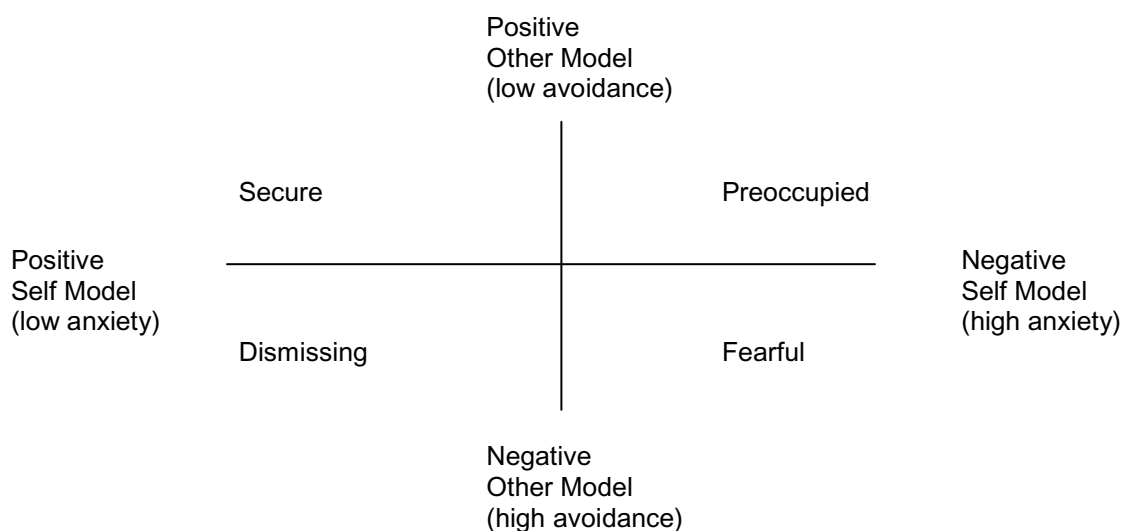 Positive
Other Model
(low avoidance)
Secure
Preoccupied
Positive
Self Model
(low anxiety)
Negative
Self Model
(high anxiety)
Dismissing
Fearful
Negative
Other Model
(high avoidance)